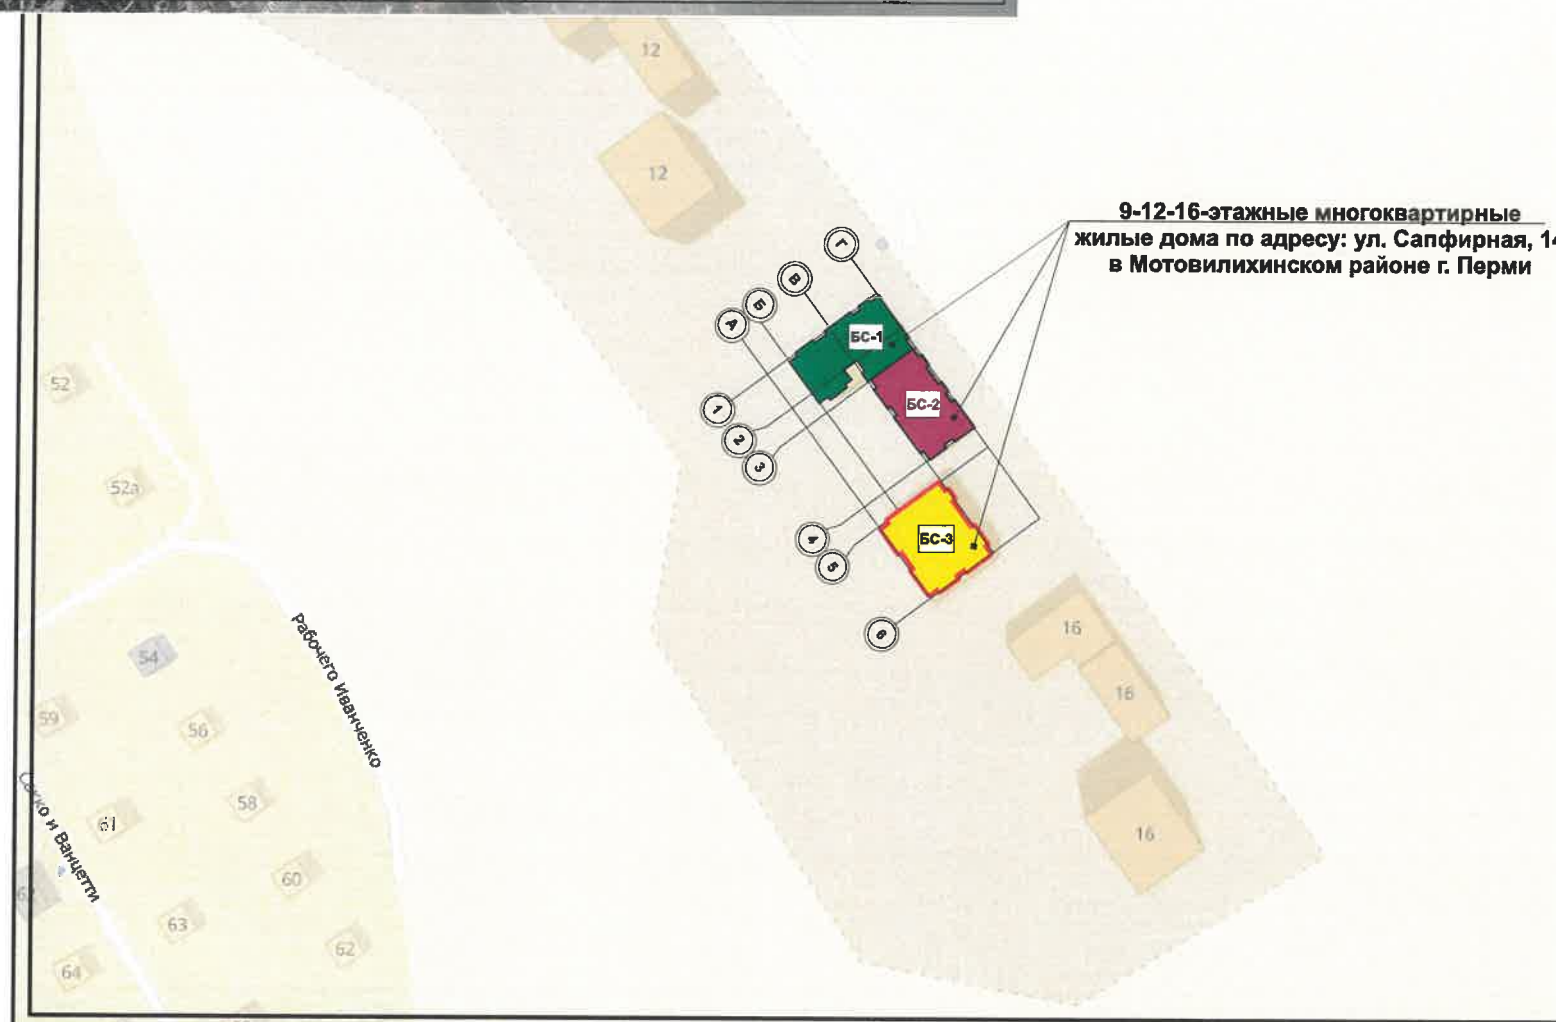 12
12
9-12-16-этажные многоквартирные
жилые дома по адресу: ул. Сапфирная, 14
в Мотовилихинском районе г. Перми
Г
В
Б
А
БС-1
БС-2
БС-3
1
2
3
4
5
6
52
52а
54
59
56
58
61
60
63
62
64
Рабочего Иванченко
и Ванцетти
16
16
16